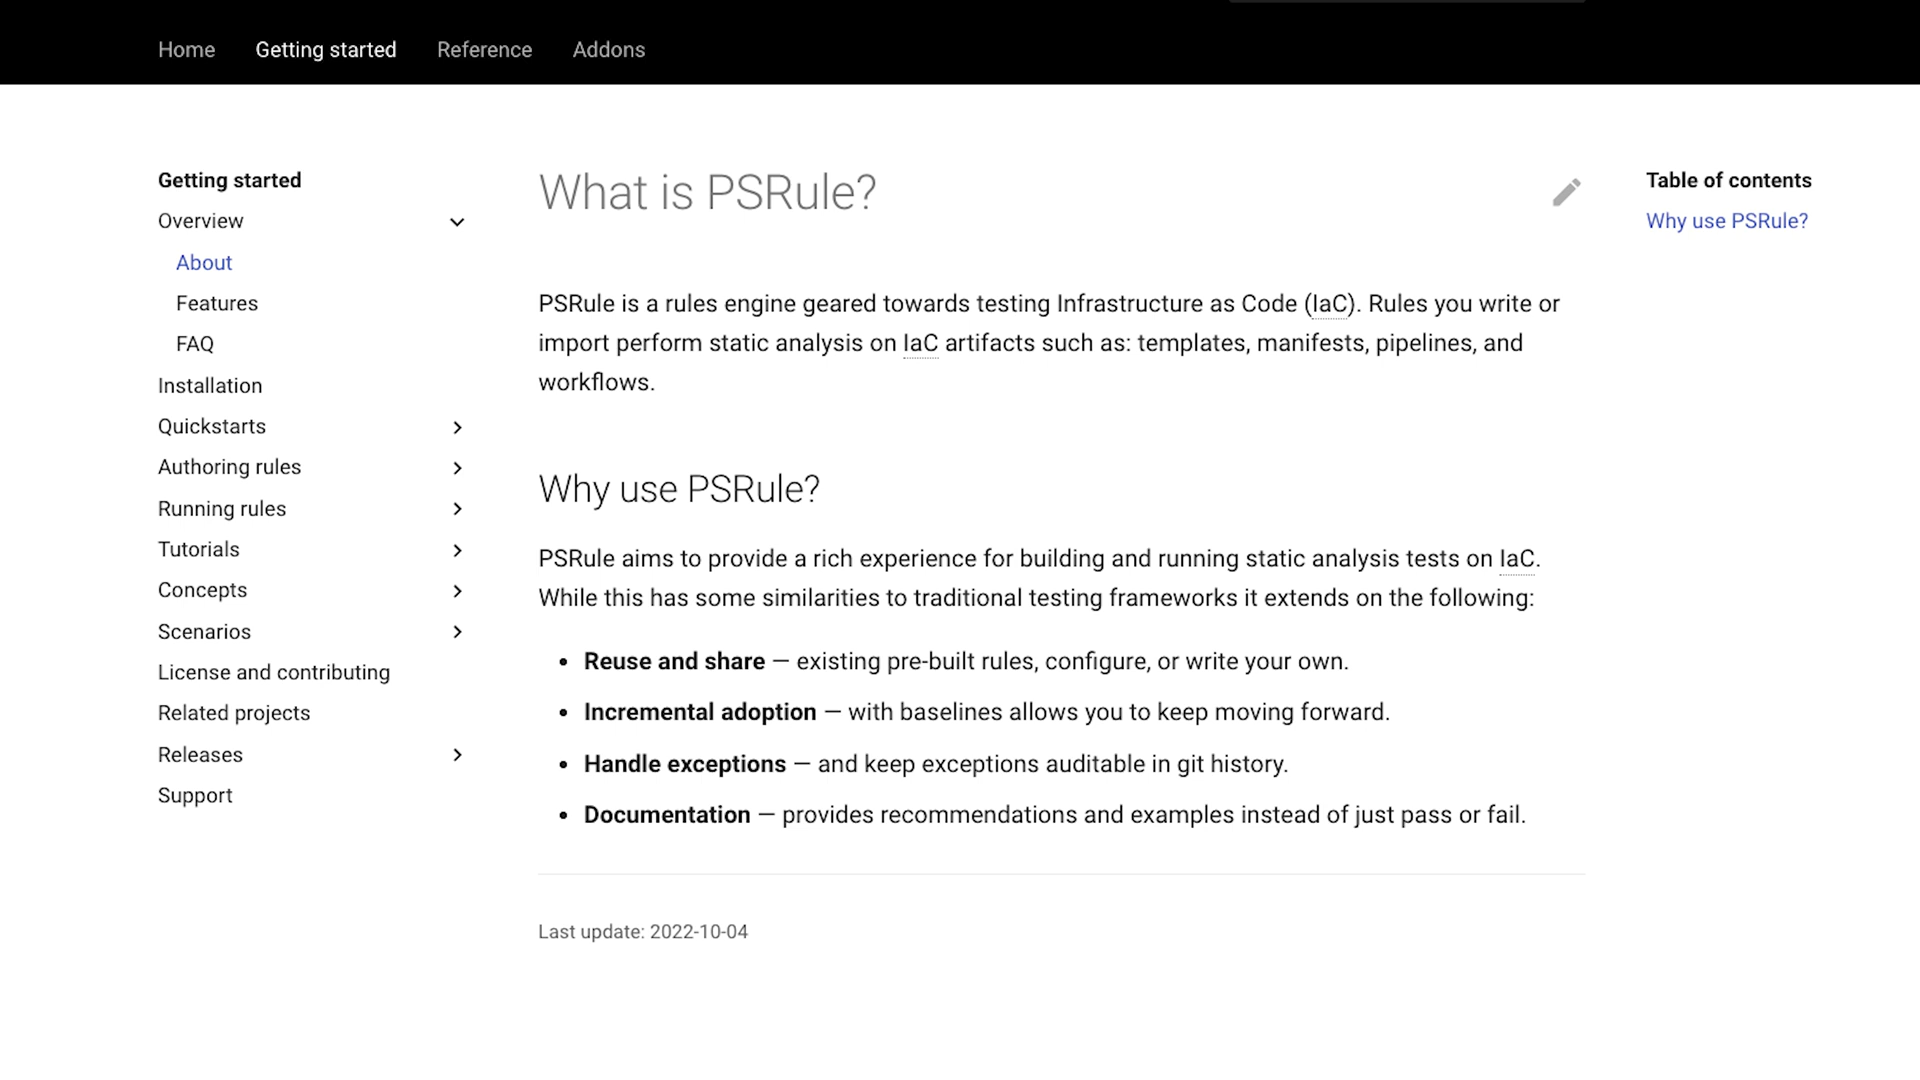 Home Getting started Reference Addons
Getting started
Overview
About
Features
FAQ
Installation
Quickstarts
Authoring rules
Running rules
Tutorials
Concepts
Scenarios
License and contributing
Related projects
Releases
Support
What is PSRule?
PSRule is a rules engine geared towards testing Infrastructure as Code (IaC). Rules you write or
import perform static analysis on IaC artifacts such as: templates, manifests, pipelines, and
workflows.
Why use PSRule?
PSRule aims to provide a rich experience for building and running static analysis tests on IaC.
While this has some similarities to traditional testing frameworks it extends on the following:
• Reuse and share — existing pre-built rules, configure, or write your own.
• Incremental adoption — with baselines allows you to keep moving forward.
• Handle exceptions — and keep exceptions auditable in git history.
• Documentation — provides recommendations and examples instead of just pass or fail.
Last update: 2022-10-04
Table of contents
Why use PSRule?